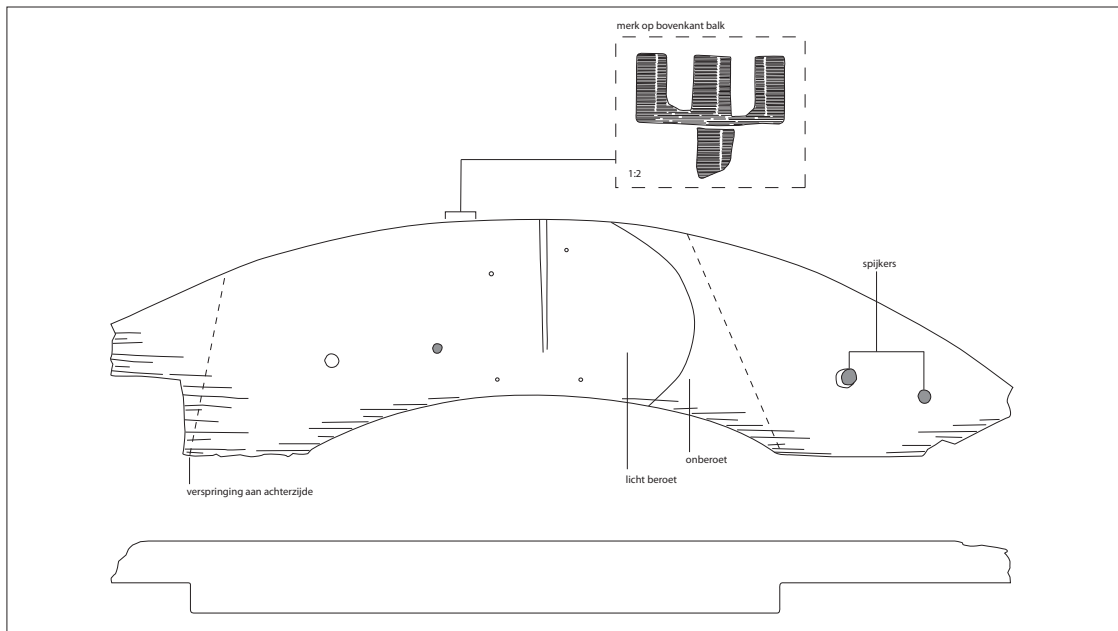 merk op bovenkant balk
1:2
spijkers
onberoet
licht beroet
verspringing aan achterzijde